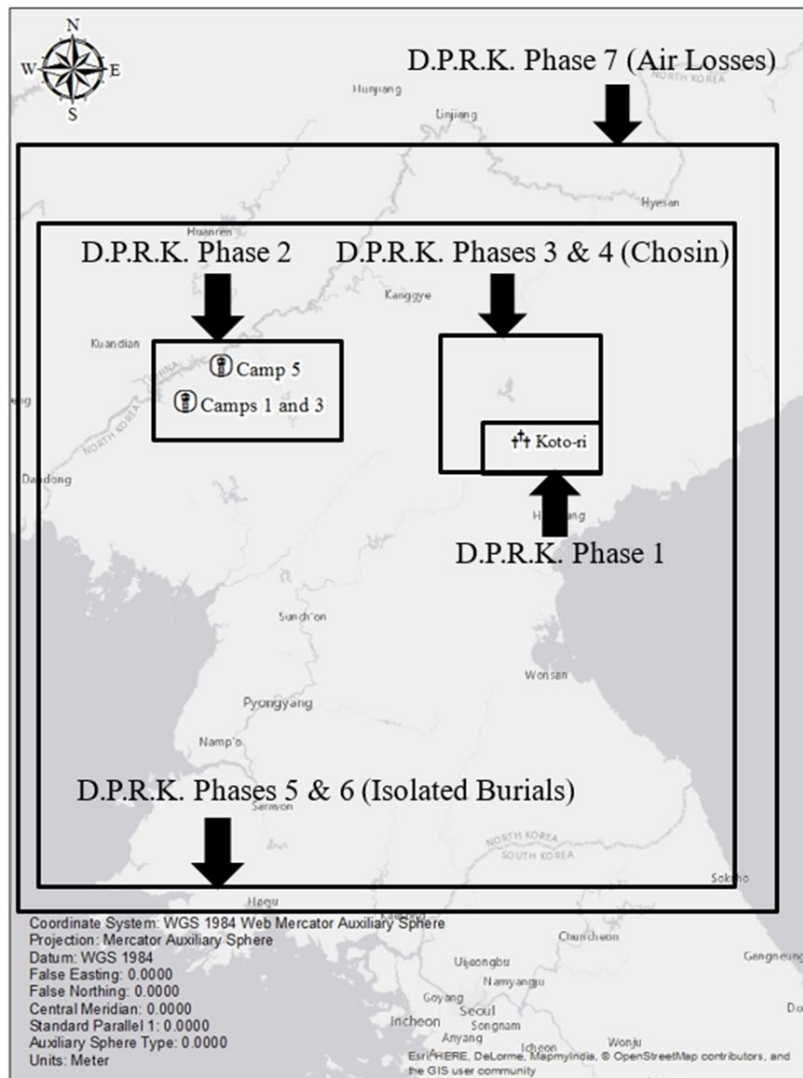 N
W E
S
D.P.R.K. Phase 7 (Air Losses)
NORTH KOREA
Hunjiang
Linjiang
Hyesan
Huanren
D.P.R.K. Phase 2
D.P.R.K. Phases 3 & 4 (Chosin)
Kanggye
Kuandian
CHINA
NORTH KOREA
Camp 5
Camps 1 and 3
Koto-ri
Dandong
D.P.R.K. Phase 1
Sunch'on
Wonsan
Pyongyang
Namp'o
D.P.R.K. Phases 5 & 6 (Isolated Burials)
Sariwon
NORTH KOREA
SOUTH KOREA
Sokcho
Haeju
Kaesong
Coordinate System: WGS 1984 Web Mercator Auxiliary Sphere
Projection: Mercator Auxiliary Sphere
Datum: WGS 1984
False Easting: 0.0000
False Northing: 0.0000
Central Meridian: 0.0000
Standard Parallel 1: 0.0000
Auxiliary Sphere Type: 0.0000
Units: Meter
Chuncheon
Gangneung
Uijeongbu
Namyangju
Goyang
Seoul
Incheon
Songnam
Anyang
Icheon
Wonju
Esri, HERE, DeLorme, MapmyIndia, © OpenStreetMap contributors, and
the GIS user community